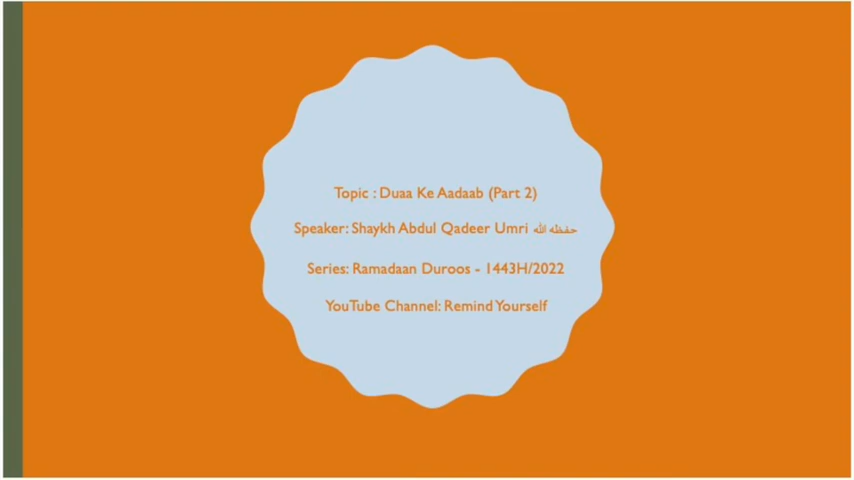 Topic : Duaa Ke Aadaab (Part 2)
Speaker: Shaykh Abdul Qadeer Umri حفظه الله
Series: Ramadaan Duroos - 1443H/2022
YouTube Channel: Remind Yourself